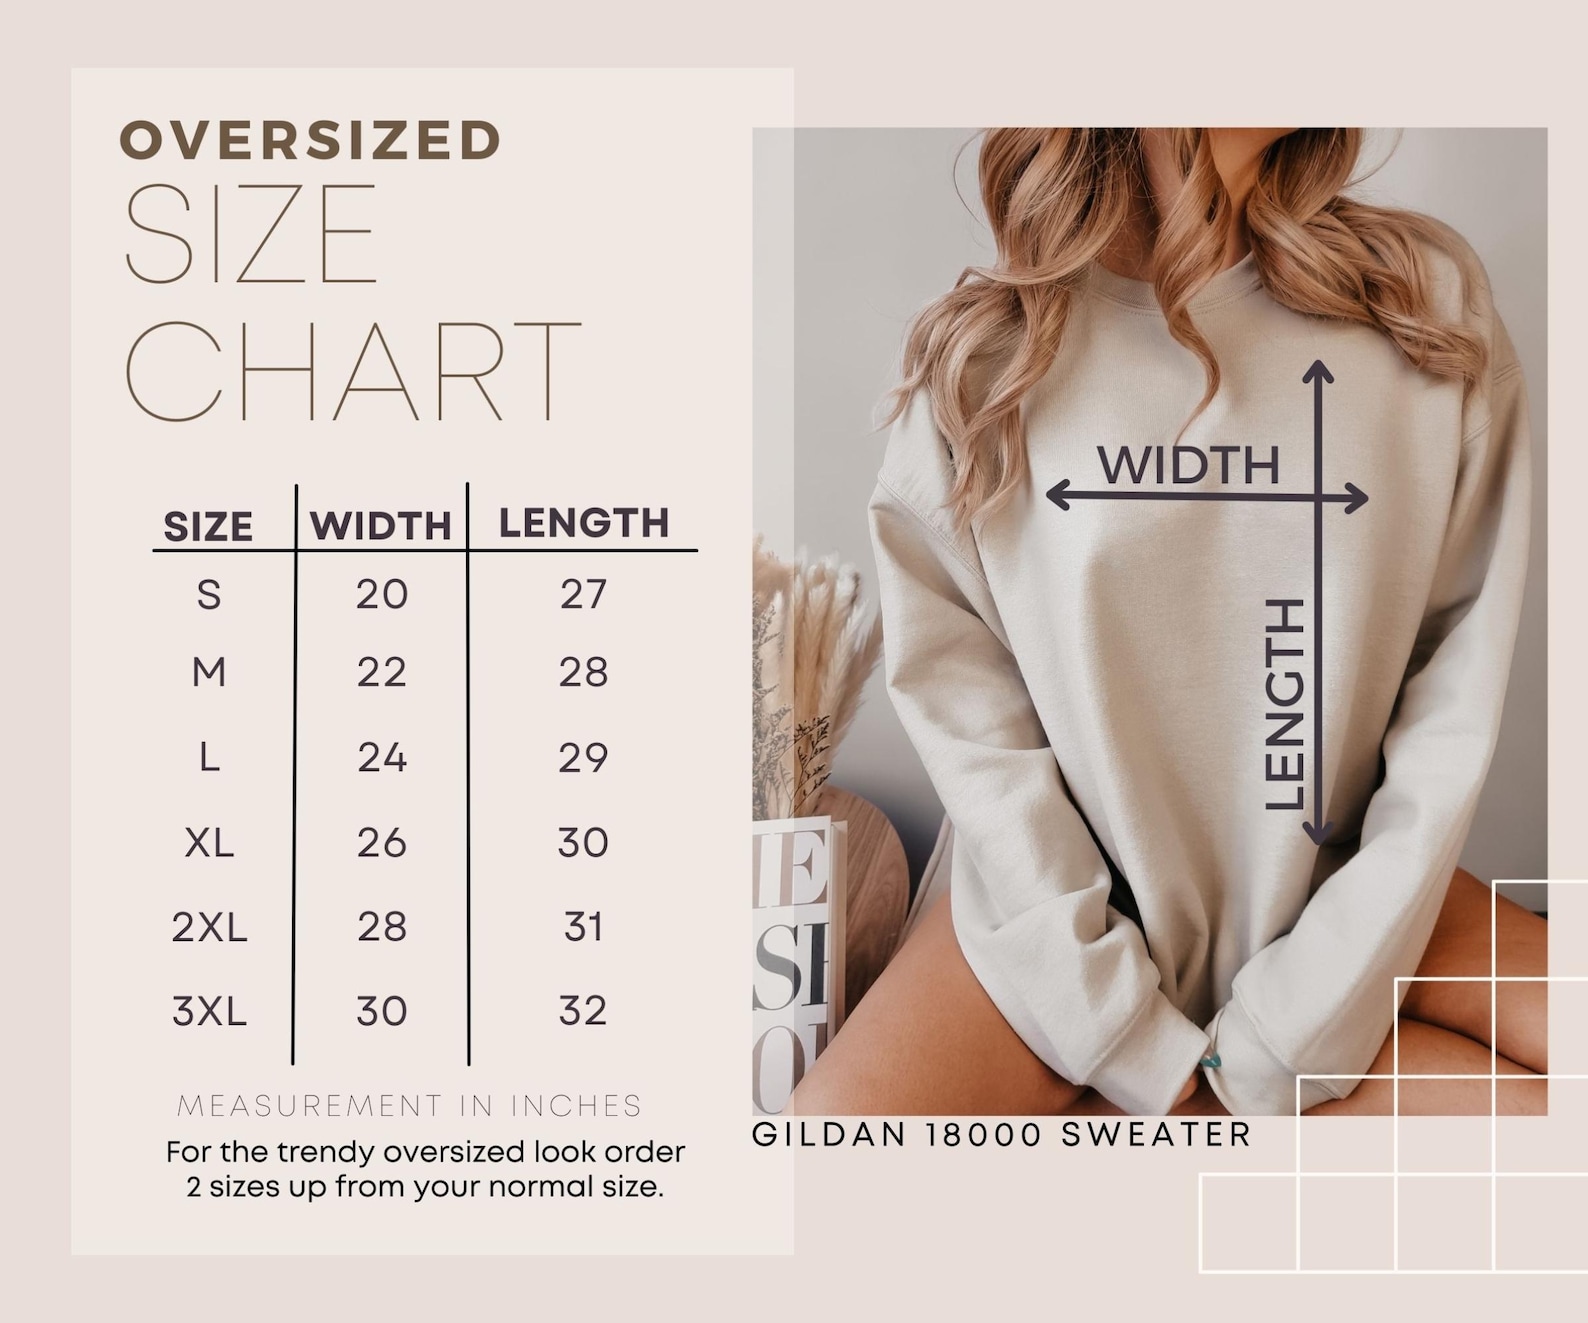 OVERSIZED
SIZE
CHART
SIZE WIDTH LENGTH
S 20 27
M 22 28
L 24 29
XL 26 30
2XL 28 31
3XL 30 32
MEASUREMENT IN INCHES
For the trendy oversized look order
2 sizes up from your normal size.
WIDTH
LENGTH
GILDAN 18000 SWEATER